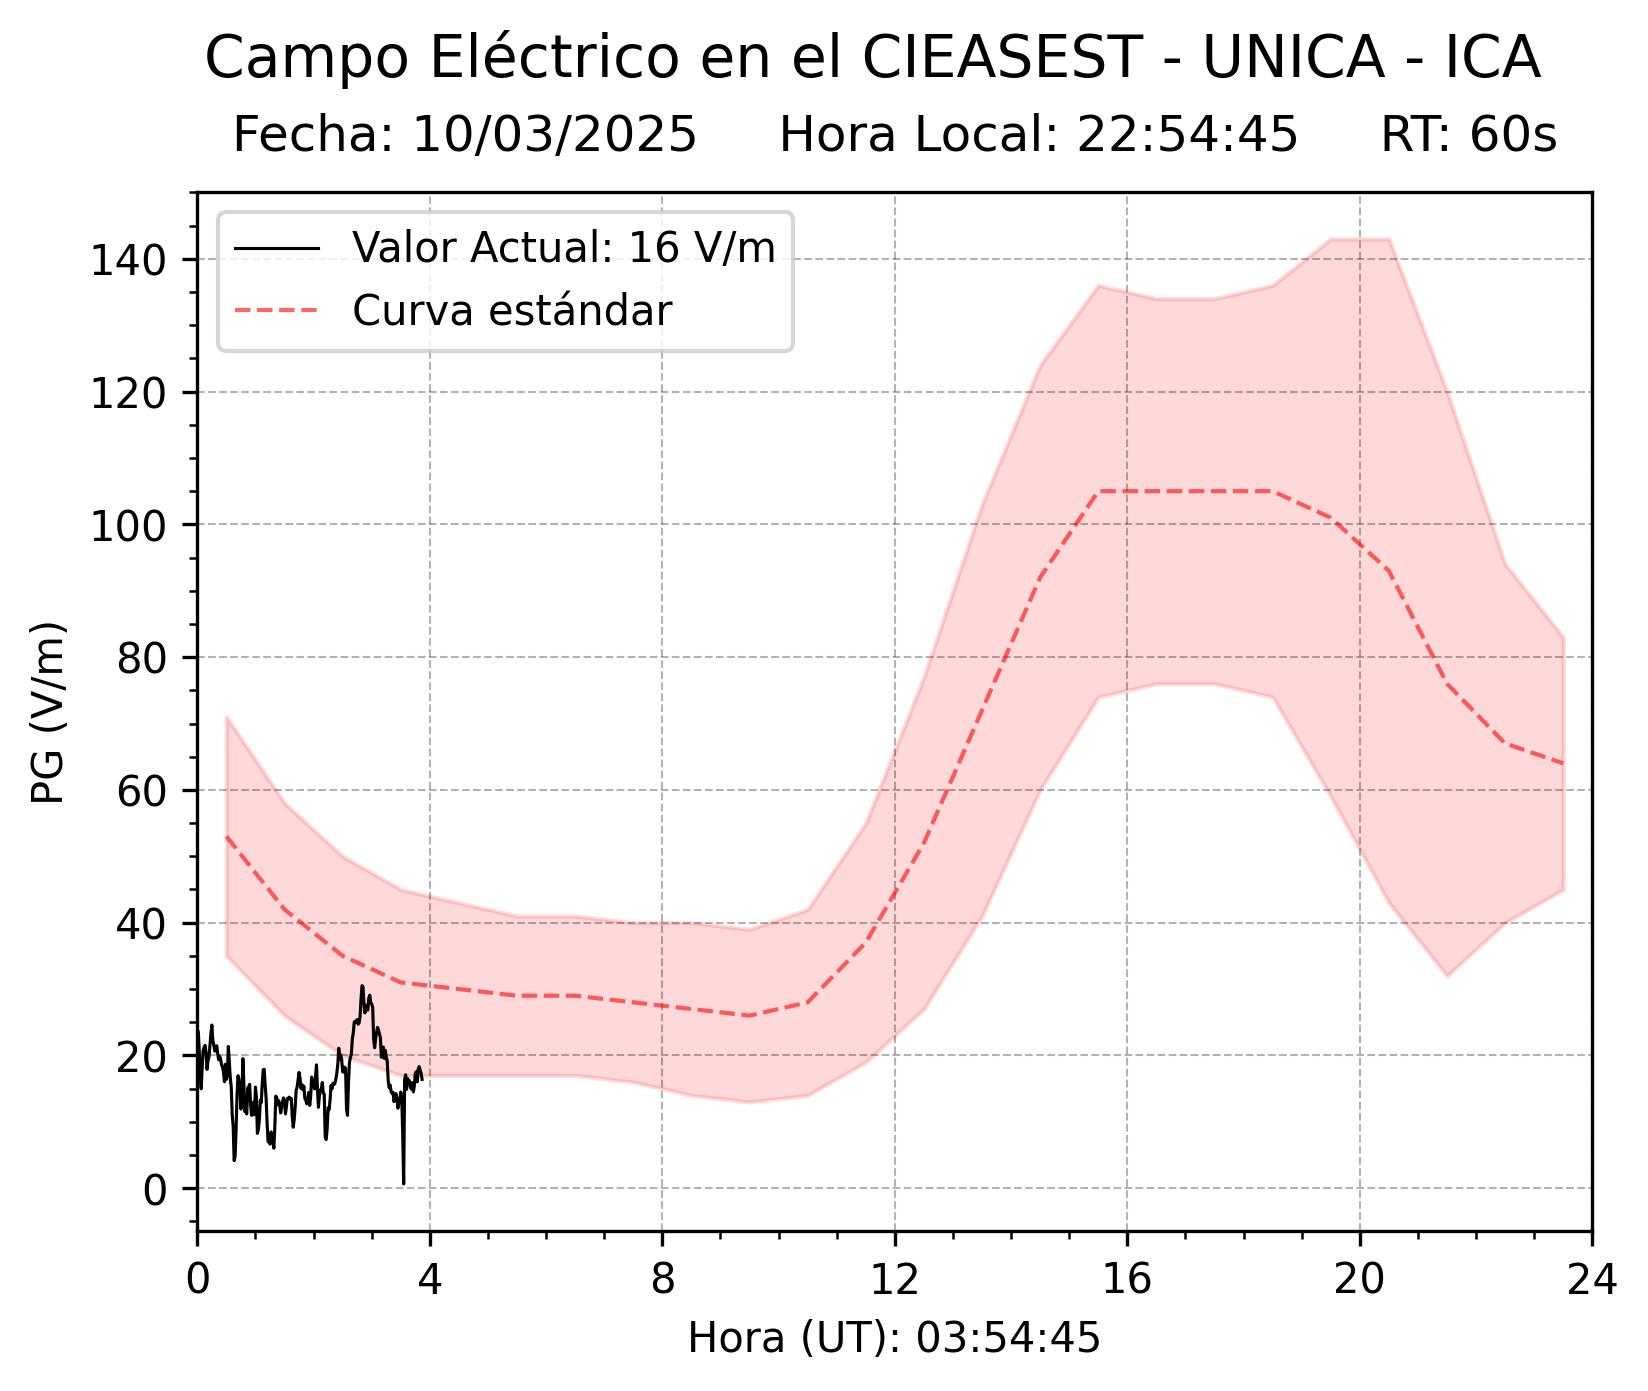 Campo Eléctrico en el CIEASEST - UNICA - ICA
Fecha: 10/03/2025 Hora Local: 22:54:45 RT: 60s
Valor Actual: 16 V/m
Curva estándar
140
120
100
80
60
40
20
0
PG (V/m)
0 4 8 12 16 20 24
Hora (UT): 03:54:45